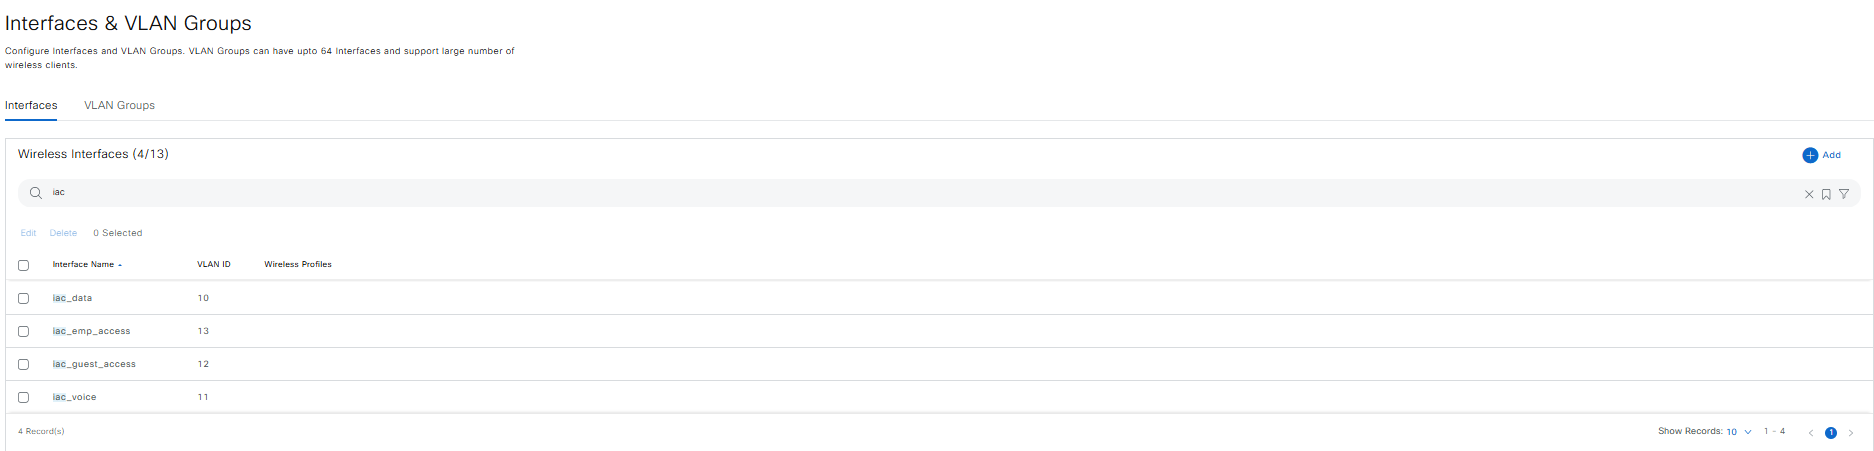 Interfaces & VLAN Groups
Configure Interfaces and VLAN Groups. VLAN Groups can have upto 64 Interfaces and support large number of
wireless clients.
Interfaces VLAN Groups
Wireless Interfaces (4/13)
Add
iac
Edit Delete 0 Selected
Interface Name VLAN ID Wireless Profiles
iac_data 10
iac_emp_access 13
iac_guest_access 12
iac_voice 11
4 Record(s)
Show Records: 10 1 - 4 1